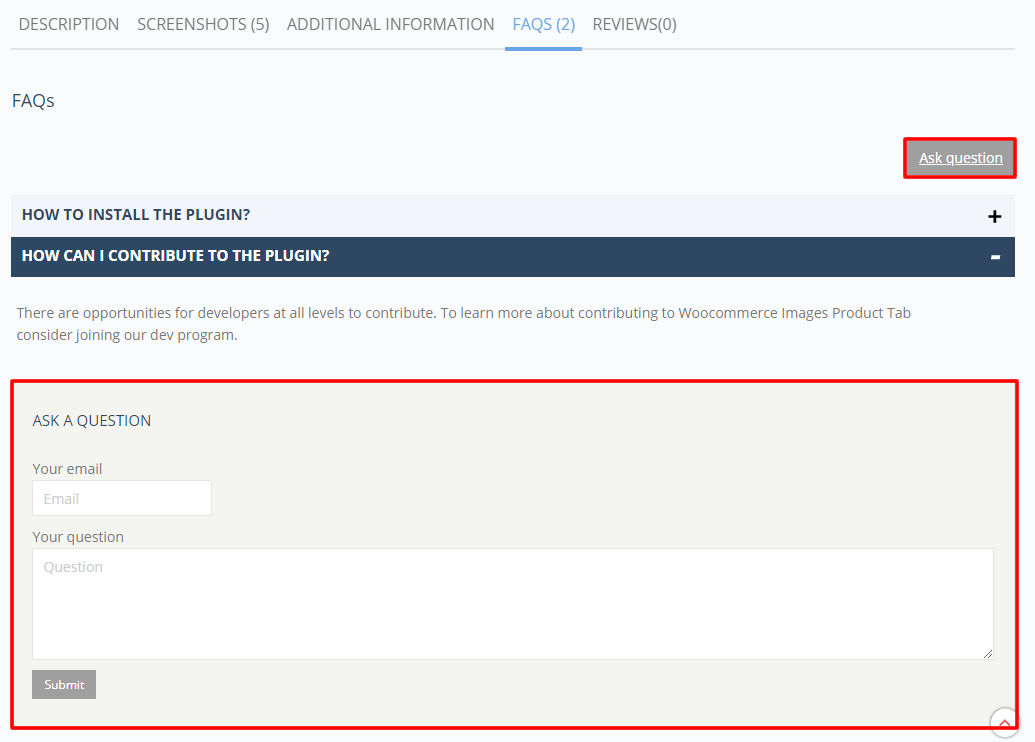 DESCRIPTION SCREENSHOTS (5) ADDITIONAL INFORMATION FAQS (2) REVIEWS(0)
FAQs
Ask question
HOW TO INSTALL THE PLUGIN? +
HOW CAN I CONTRIBUTE TO THE PLUGIN? -
There are opportunities for developers at all levels to contribute. To learn more about contributing to Woocommerce Images Product Tab
consider joining our dev program.
ASK A QUESTION
Your email
Email
Your question
Question
Submit